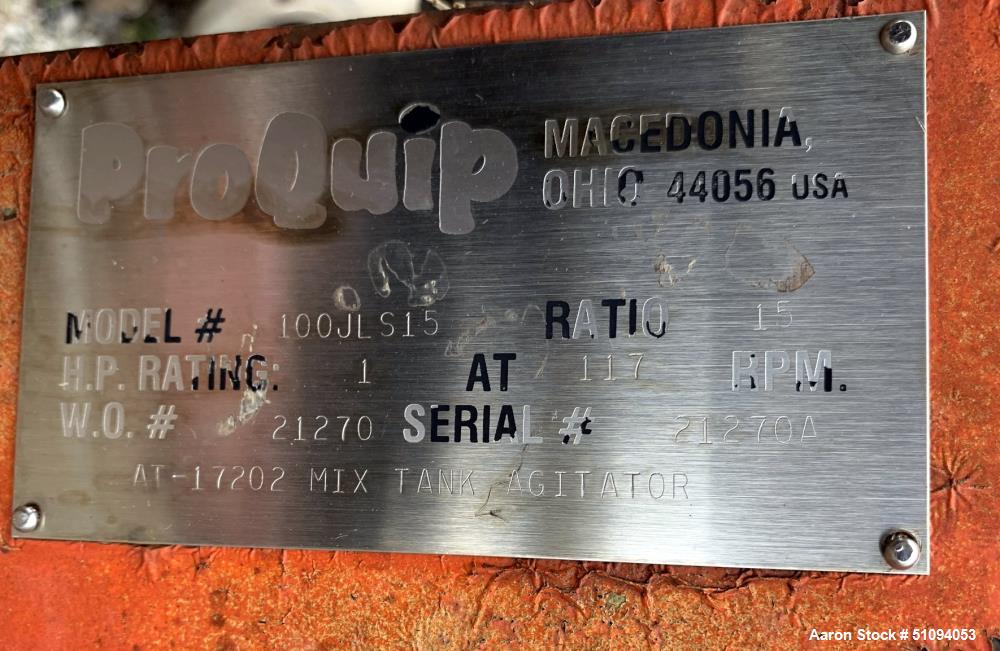 ProQuip MACEDONIA,
OHIO 44056 USA
MODEL # 100JLS15 RATIO 15
H.P. RATING: 1 AT 117 RPM.
W.O. # 21270 SERIAL # 21270A
AT-17202 MIX TANK AGITATOR
Aaron Stock # 51094053